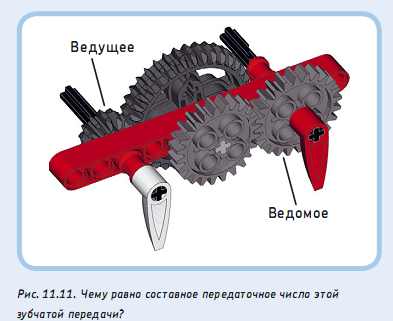 Ведущее
Ведомое
Рис. 11.11. Чему равно составное передаточное число этой
зубчатой передачи?